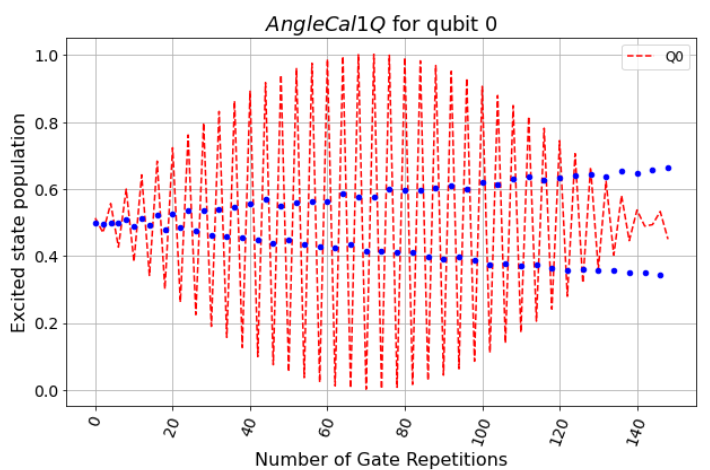 AngleCal1Q for qubit 0
Q0
Excited state population
1.0
0.8
0.6
0.4
0.2
0.0
0 20 40 60 80 100 120 140
Number of Gate Repetitions